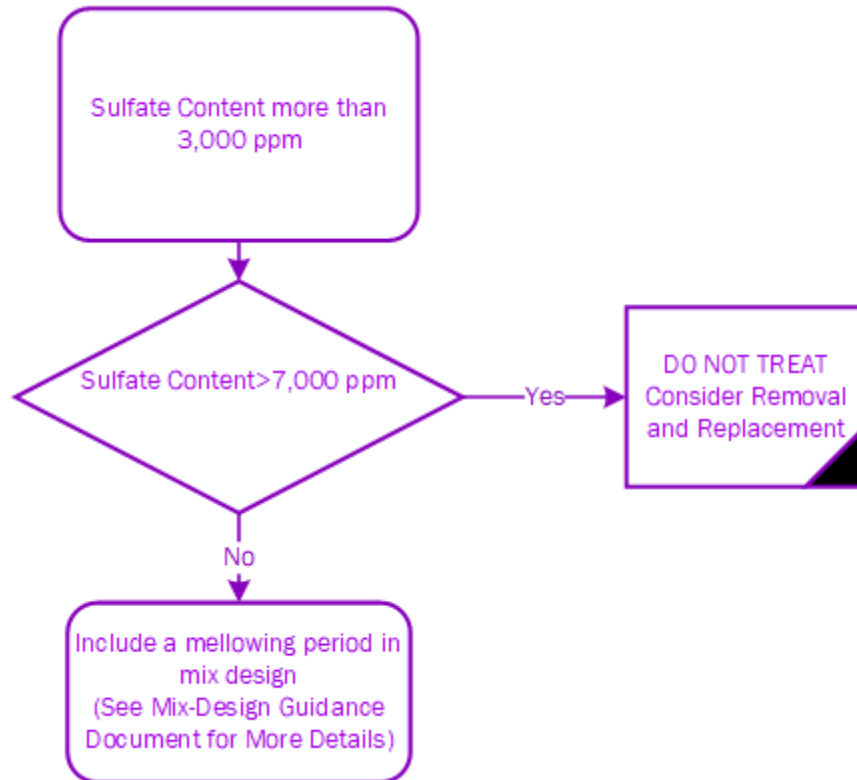 Sulfate Content more than
3,000 ppm
Sulfate Content>7,000 ppm
Yes
DO NOT TREAT
Consider Removal
and Replacement
No
Include a mellowing period in
mix design
(See Mix-Design Guidance
Document for More Details)